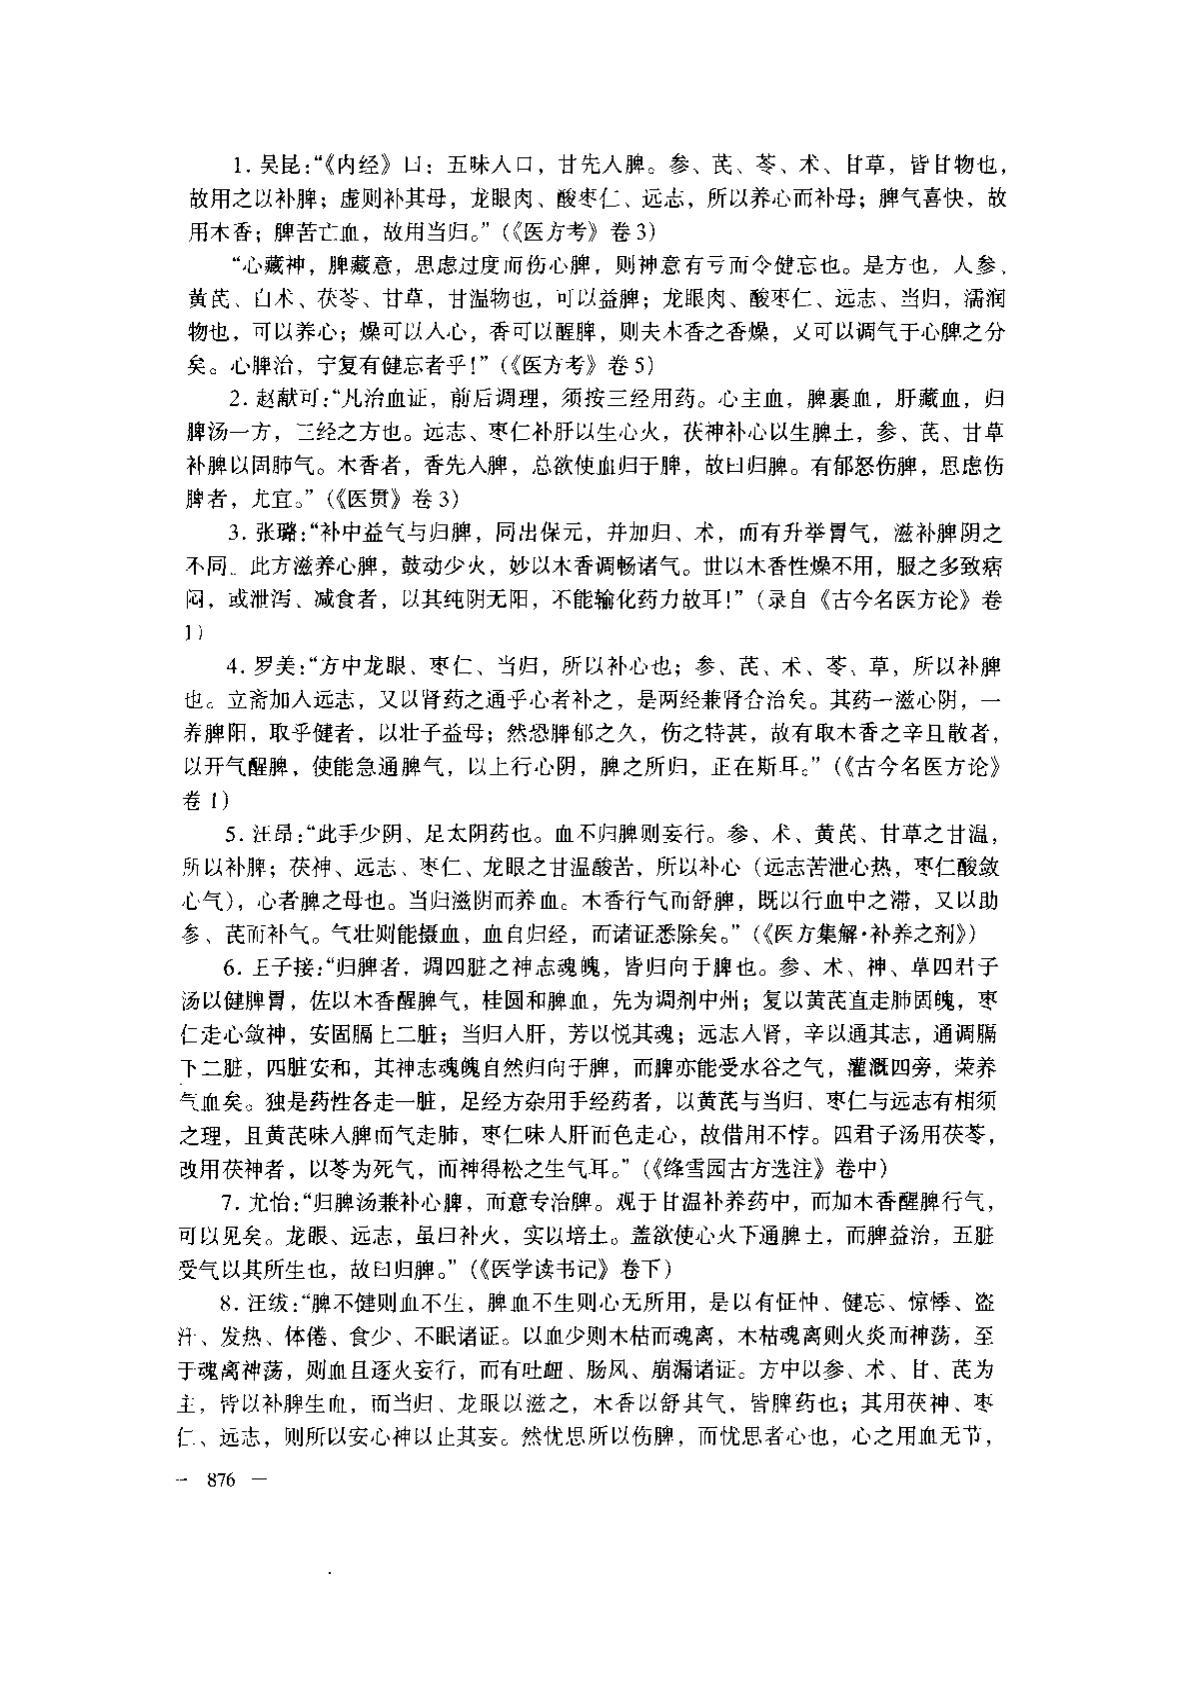 1. 吴昆:“《内经》曰：五味入口，甘先入脾。参、芪、苓、术、甘草，皆甘物也，
故用之以补脾；虚则补其母，龙眼肉、酸枣仁、远志，所以养心而补母；脾气喜快，故
用木香；脾苦亡血，故用当归。”(《医方考》卷3)
“心藏神，脾藏意，思虑过度而伤心脾，则神意有亏而令健忘也。是方也，人参、
黄芪、白术、茯苓、甘草，甘温物也，可以益脾；龙眼肉、酸枣仁、远志、当归，濡润
物也，可以养心；燥可以入心，香可以醒脾，则夫木香之香燥，又可以调气于心脾之分
矣。心脾治，宁复有健忘者乎!”(《医方考》卷5)
2. 赵献可:“凡治血证，前后调理，须按三经用药。心主血，脾裹血，肝藏血，归
脾汤一方，三经之方也。远志、枣仁补肝以生心火，茯神补心以生脾土，参、芪、甘草
补脾以固肺气。木香者，香先入脾，总欲使血归于脾，故曰归脾。有郁怒伤脾，思虑伤
脾者，尤宜。”(《医贯》卷3)
3. 张璐:“补中益气与归脾，同出保元，并加归、术，而有升举胃气，滋补脾阴之
不同。此方滋养心脾，鼓动少火，妙以木香调畅诸气。世以木香性燥不用，服之多致痞
闷，或泄泻、减食者，以其纯阴无阳，不能输化药力故耳!”(录自《古今名医方论》卷
1)
4. 罗美:“方中龙眼、枣仁、当归，所以补心也；参、芪、术、苓、草，所以补脾
也。立斋加入远志，又以肾药之通乎心者补之，是两经兼肾合治矣。其药一滋心阴，一
养脾阳，取乎健者，以壮子益母；然恐脾郁之久，伤之特甚，故有取木香之辛且散者，
以开气醒脾，使能急通脾气，以上行心阴，脾之所归，正在斯耳。”(《古今名医方论》
卷1)
5. 汪昂:“此手少阴、足太阴药也。血不归脾则妄行。参、术、黄芪、甘草之甘温，
所以补脾；茯神、远志、枣仁、龙眼之甘温酸苦，所以补心（远志苦泄心热，枣仁酸敛
心气），心者脾之母也。当归滋阴而养血。木香行气而舒脾，既以行血中之滞，又以助
参、芪而补气。气壮则能摄血，血自归经，而诸证悉除矣。”(《医方集解·补养之剂》)
6. 王子接:“归脾者，调四脏之神志魂魄，皆归向于脾也。参、术、神、草四君子
汤以健脾胃，佐以木香醒脾气，桂圆和脾血，先为调剂中州；复以黄芪直走肺固魄，枣
仁走心敛神，安固膈上二脏；当归入肝，芳以悦其魂；远志入肾，辛以通其志，通调膈
下二脏，四脏安和，其神志魂魄自然归向于脾，而脾亦能受水谷之气，灌溉四旁，荣养
气血矣。独是药性各走一脏，足经方杂用手经药者，以黄芪与当归、枣仁与远志有相须
之理，且黄芪味入脾而气走肺，枣仁味入肝而色走心，故借用不悖。四君子汤用茯苓，
改用茯神者，以苓为死气，而神得松之生气耳。”(《绛雪园古方选注》卷中)
7. 尤怡:“归脾汤兼补心脾，而意专治脾。观于甘温补养药中，而加木香醒脾行气，
可以见矣。龙眼、远志，虽曰补火，实以培土。盖欲使心火下通脾土，而脾益治，五脏
受气以其所生也，故曰归脾。”(《医学读书记》卷下)
8. 汪绂:“脾不健则血不生，脾血不生则心无所用，是以有怔忡、健忘、惊悸、盗
汗、发热、体倦、食少、不眠诸证。以血少则木枯而魂离，木枯魂离则火炎而神荡，至
于魂离神荡，则血且逐火妄行，而有吐衄、肠风、崩漏诸证。方中以参、术、甘、芪为
主，皆以补脾生血，而当归、龙眼以滋之，木香以舒其气，皆脾药也；其用茯神、枣
仁、远志，则所以安心神以止其妄。然忧思所以伤脾，而忧思者心也，心之用血无节，
— 876 —